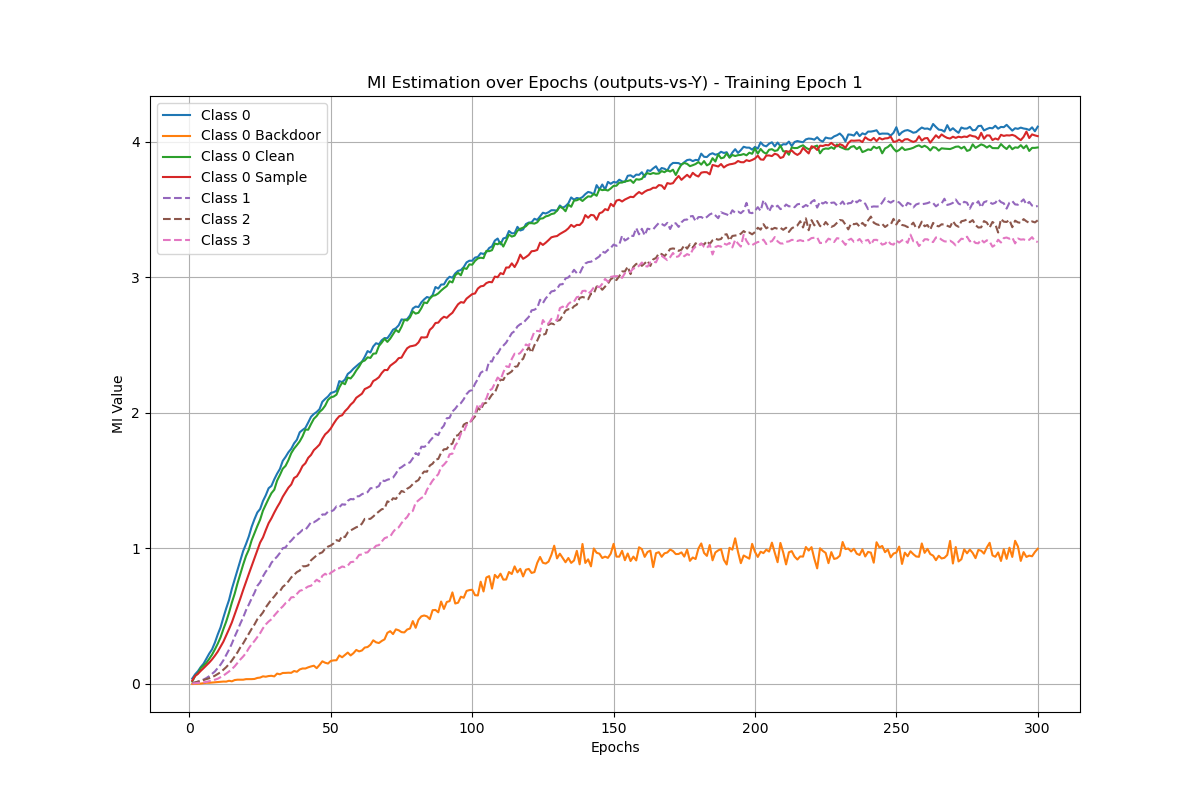 MI Estimation over Epochs (outputs-vs-Y) - Training Epoch 1
Class 0
Class 0 Backdoor
Class 0 Clean
Class 0 Sample
Class 1
Class 2
Class 3
MI Value
4
3
2
1
0
0 50 100 150 200 250 300
Epochs